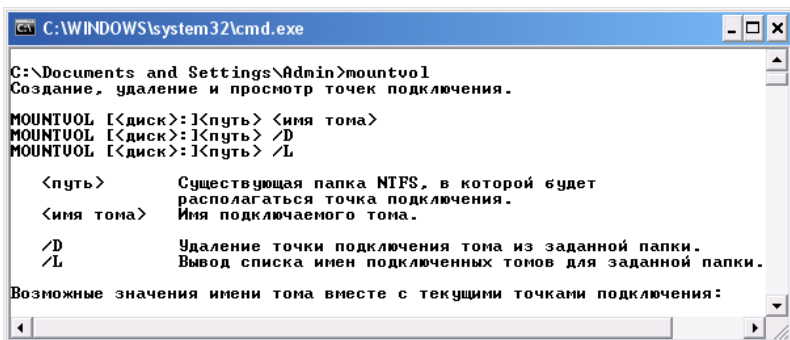 C:\WINDOWS\system32\cmd.exe
C:\Documents and Settings\Admin>mountvol
Создание, удаление и просмотр точек подключения.
MOUNTVOL [<диск>:]<путь> <имя тома>
MOUNTVOL [<диск>:]<путь> /D
MOUNTVOL [<диск>:]<путь> /L
<путь> Существующая папка NTFS, в которой будет
располагаться точка подключения.
<имя тома> Имя подключаемого тома.
/D Удаление точки подключения тома из заданной папки.
/L Вывод списка имен подключенных томов для заданной папки.
Возможные значения имени тома вместе с текущими точками подключения: